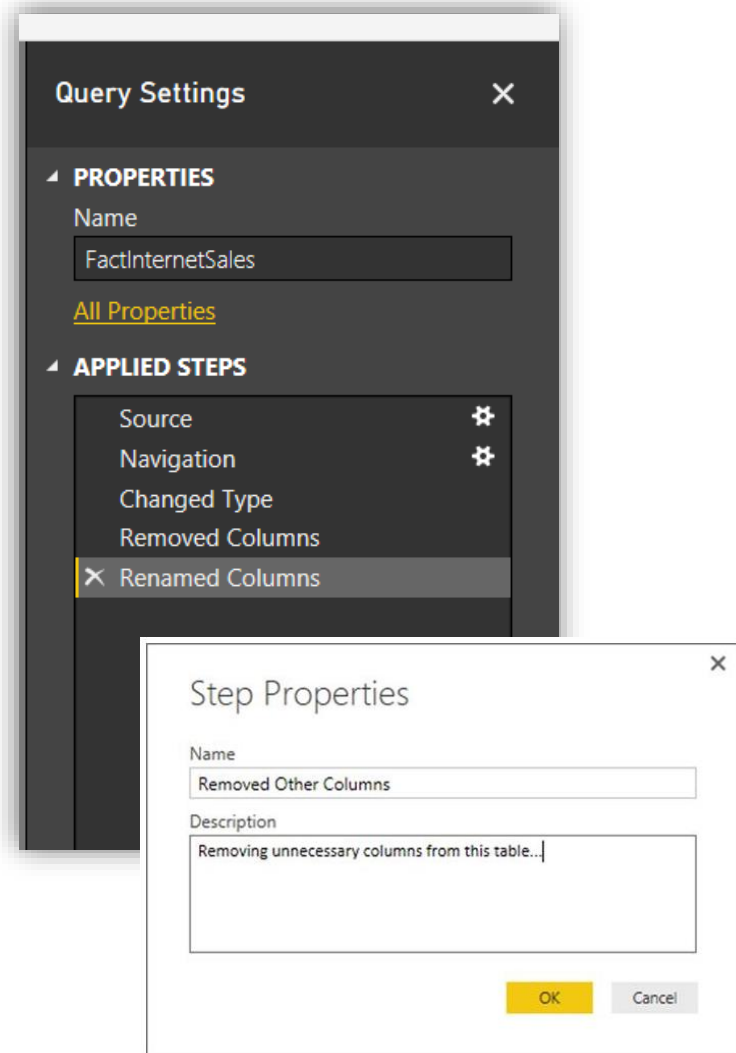 Query Settings
PROPERTIES
Name
FactInternetSales
All Properties
APPLIED STEPS
Source
Navigation
Changed Type
Removed Columns
Renamed Columns
Step Properties
Name
Removed Other Columns
Description
Removing unnecessary columns from this table...
OK Cancel